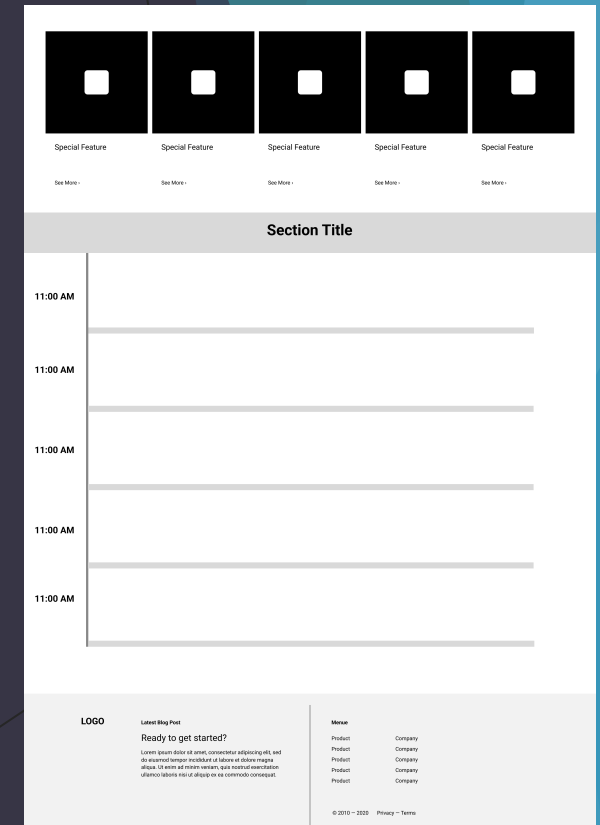 Special Feature Special Feature Special Feature Special Feature Special Feature
See More › See More › See More › See More › See More ›
Section Title
11:00 AM
11:00 AM
11:00 AM
11:00 AM
11:00 AM
LOGO
Latest Blog Post
Ready to get started?
Lorem ipsum dolor sit amet, consectetur adipiscing elit, sed
do eiusmod tempor incididunt ut labore et dolore magna
aliqua. Ut enim ad minim veniam, quis nostrud exercitation
ullamco laboris nisi ut aliquip ex ea commodo consequat.
Menue
Product Company
Product Company
Product Company
Product Company
Product Company
© 2010 — 2020 Privacy — Terms